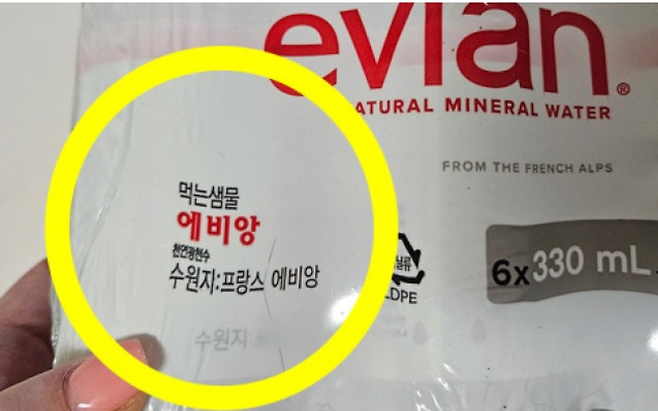 evian®
NATURAL MINERAL WATER
FROM THE FRENCH ALPS
먹는샘물
에비앙
천연광천수
수원지:프랑스 에비앙
6x330 mL
LDPE
수원지